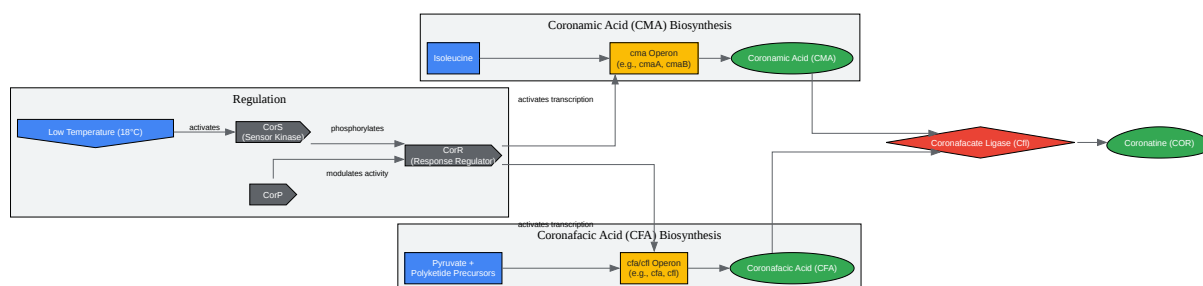 Coronamic Acid (CMA) Biosynthesis
Isoleucine
cma Operon
(e.g., cmaA, cmaB)
Coronamic Acid (CMA)
Regulation
activates transcription
Low Temperature (18°C)
activates
CorS
(Sensor Kinase)
phosphorylates
CorR
(Response Regulator)
modulates activity
CorP
Coronafacate Ligase (Cfl)
Coronatine (COR)
activates transcription
Coronafacic Acid (CFA) Biosynthesis
Pyruvate +
Polyketide Precursors
cfa/cfl Operon
(e.g., cfa, cfl)
Coronafacic Acid (CFA)